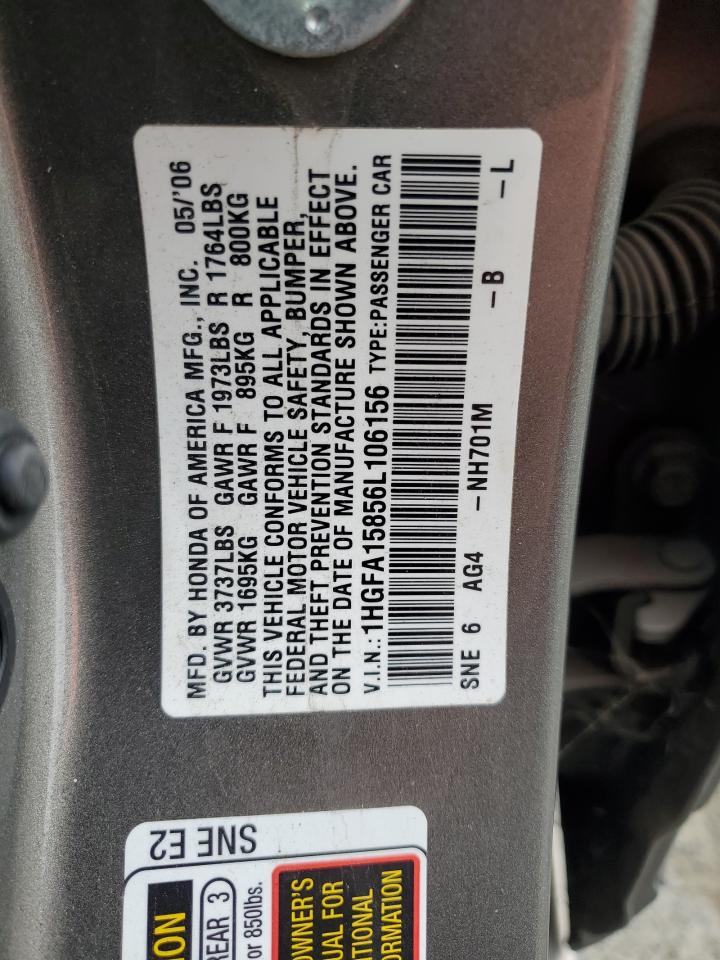 MFD. BY HONDA OF AMERICA MFG., INC. 05/'06
GVWR 3737LBS GAWR F 1973LBS R 1764LBS
GVWR 1695KG GAWR F 895KG R 800KG
THIS VEHICLE CONFORMS TO ALL APPLICABLE
FEDERAL MOTOR VEHICLE SAFETY, BUMPER,
AND THEFT PREVENTION STANDARDS IN EFFECT
ON THE DATE OF MANUFACTURE SHOWN ABOVE.
V.I.N.: 1HGFA15856L106156 TYPE:PASSENGER CAR
SNE 6 AG4 -NH701M -B -L
SNE E2
ION
REAR 3
or 850lbs.
OWNER'S
UAL FOR
ATIONAL
ORMATION